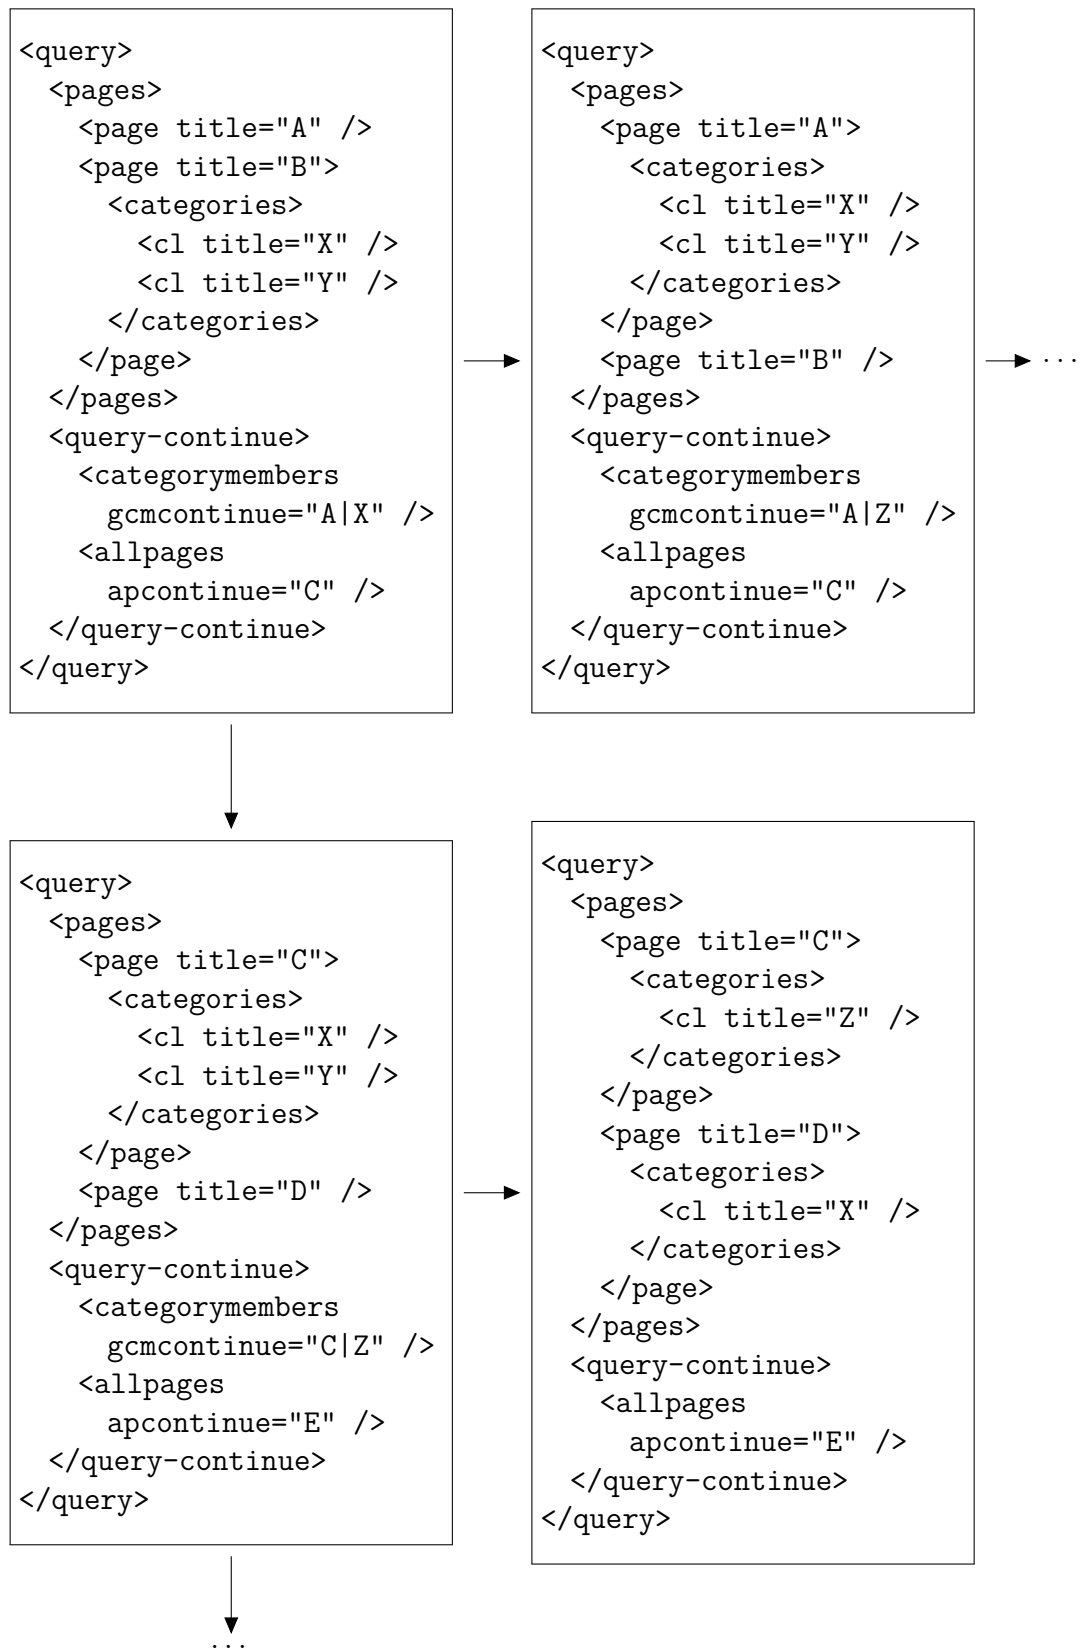 <query>
  <pages>
    <page title="A" />
    <page title="B">
      <categories>
        <cl title="X" />
        <cl title="Y" />
      </categories>
    </page>
  </pages>
  <query-continue>
    <categorymembers
      gcmcontinue="A|X" />
    <allpages
      apcontinue="C" />
  </query-continue>
</query>
<query>
  <pages>
    <page title="A">
      <categories>
        <cl title="X" />
        <cl title="Y" />
      </categories>
    </page>
    <page title="B" />
  </pages>
  <query-continue>
    <categorymembers
      gcmcontinue="A|Z" />
    <allpages
      apcontinue="C" />
  </query-continue>
</query>
...
<query>
  <pages>
    <page title="C">
      <categories>
        <cl title="X" />
        <cl title="Y" />
      </categories>
    </page>
    <page title="D" />
  </pages>
  <query-continue>
    <categorymembers
      gcmcontinue="C|Z" />
    <allpages
      apcontinue="E" />
  </query-continue>
</query>
<query>
  <pages>
    <page title="C">
      <categories>
        <cl title="Z" />
      </categories>
    </page>
    <page title="D">
      <categories>
        <cl title="X" />
      </categories>
    </page>
  </pages>
  <query-continue>
    <allpages
      apcontinue="E" />
  </query-continue>
</query>
...